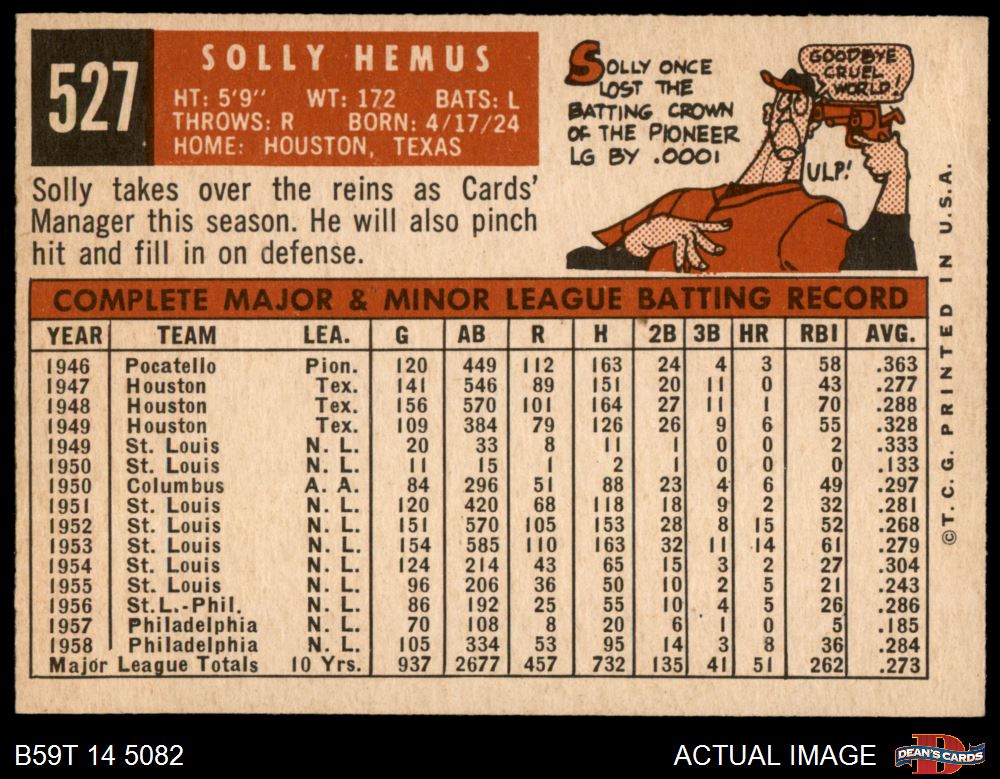 527
SOLLY HEMUS
HT: 5'9" WT: 172 BATS: L
THROWS: R BORN: 4/17/24
HOME: HOUSTON, TEXAS
Solly takes over the reins as Cards'
Manager this season. He will also pinch
hit and fill in on defense.
SOLLY ONCE
LOST THE
BATTING CROWN
OF THE PIONEER
LG BY .0001
GOODBYE
CRUEL
WORLD!
ULP!
COMPLETE MAJOR & MINOR LEAGUE BATTING RECORD
YEAR TEAM LEA. G AB R H 2B 3B HR RBI AVG.
1946 Pocatello Pion. 120 449 112 163 24 4 3 58 .363
1947 Houston Tex. 141 546 89 151 20 11 0 43 .277
1948 Houston Tex. 156 570 101 164 27 11 1 70 .288
1949 Houston Tex. 109 384 79 126 26 9 6 55 .328
1949 St. Louis N. L. 20 33 8 11 1 0 0 2 .333
1950 St. Louis N. L. 11 15 1 2 1 0 0 0 .133
1950 Columbus A. A. 84 296 51 88 23 4 6 49 .297
1951 St. Louis N. L. 120 420 68 118 18 9 2 32 .281
1952 St. Louis N. L. 151 570 105 153 28 8 15 52 .268
1953 St. Louis N. L. 154 585 110 163 32 11 14 61 .279
1954 St. Louis N. L. 124 214 43 65 15 3 2 27 .304
1955 St. Louis N. L. 96 206 36 50 10 2 5 21 .243
1956 St.L.-Phil. N. L. 86 192 25 55 10 4 5 26 .286
1957 Philadelphia N. L. 70 108 8 20 6 1 0 5 .185
1958 Philadelphia N. L. 105 334 53 95 14 3 8 36 .284
Major League Totals 10 Yrs. 937 2677 457 732 135 41 51 262 .273
©T. C. G. PRINTED IN U.S.A.
B59T 14 5082
ACTUAL IMAGE
DEAN'S CARDS